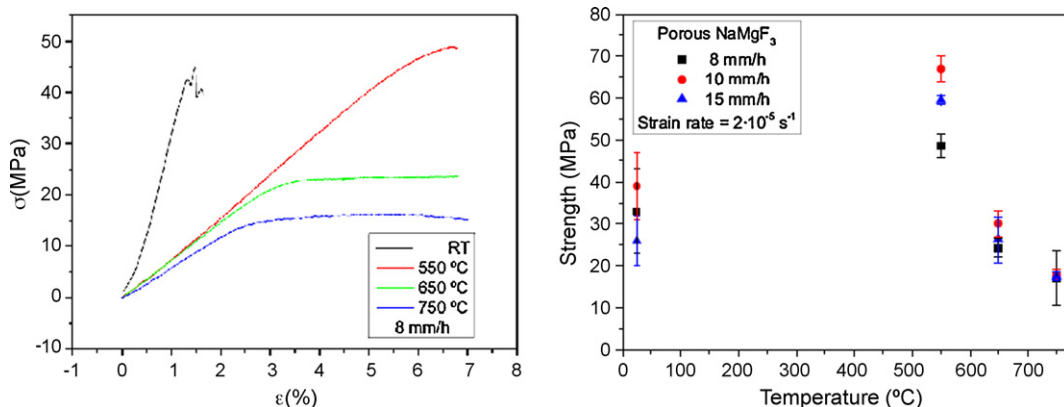 50
40
30
20
10
0
-10
σ(MPa)
RT
550 ºC
650 ºC
750 ºC
8 mm/h
-1 0 1 2 3 4 5 6 7 8
ε(%)
80
70
60
50
40
30
20
10
0
Strength (MPa)
Porous NaMgF3
8 mm/h
10 mm/h
15 mm/h
Strain rate = 2·10-5 s-1
0 100 200 300 400 500 600 700
Temperature (ºC)